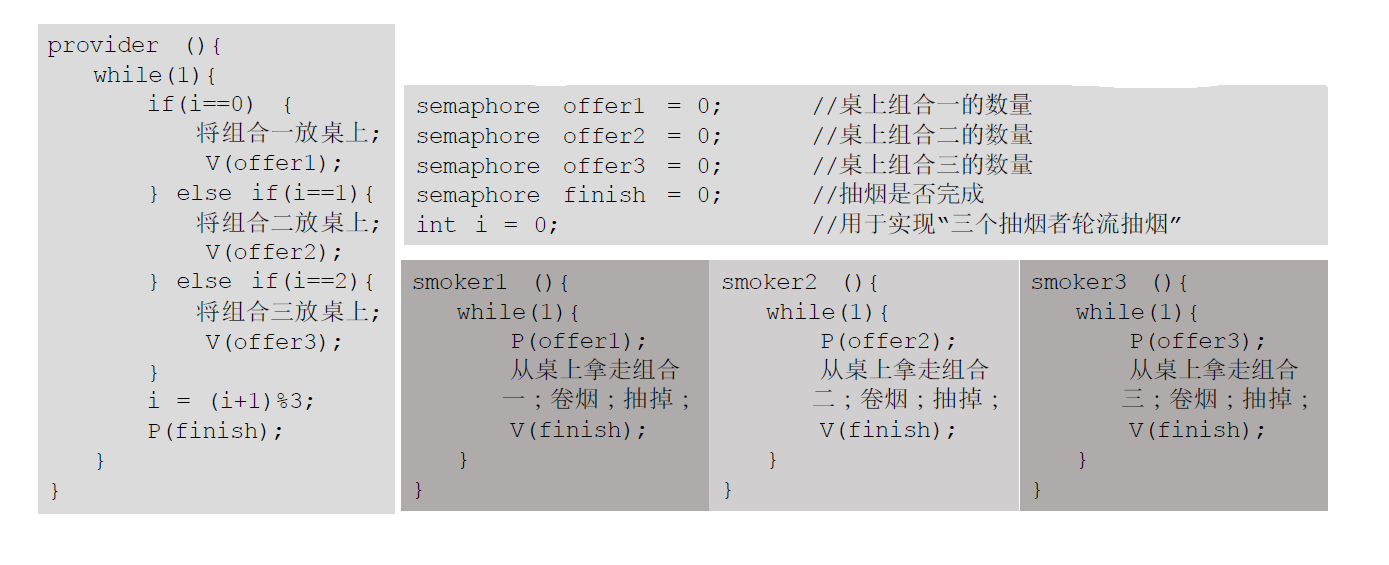 provider (){
while(1){
if(i==0) {
将组合一放桌上;
V(offer1);
} else if(i==1){
将组合二放桌上;
V(offer2);
} else if(i==2){
将组合三放桌上;
V(offer3);
}
i = (i+1)%3;
P(finish);
}
}
semaphore offer1 = 0; //桌上组合一的数量
semaphore offer2 = 0; //桌上组合二的数量
semaphore offer3 = 0; //桌上组合三的数量
semaphore finish = 0; //抽烟是否完成
int i = 0; //用于实现“三个抽烟者轮流抽烟”
smoker1 (){
while(1){
P(offer1);
从桌上拿走组合
一；卷烟；抽掉；
V(finish);
}
}
smoker2 (){
while(1){
P(offer2);
从桌上拿走组合
二；卷烟；抽掉；
V(finish);
}
}
smoker3 (){
while(1){
P(offer3);
从桌上拿走组合
三；卷烟；抽掉；
V(finish);
}
}